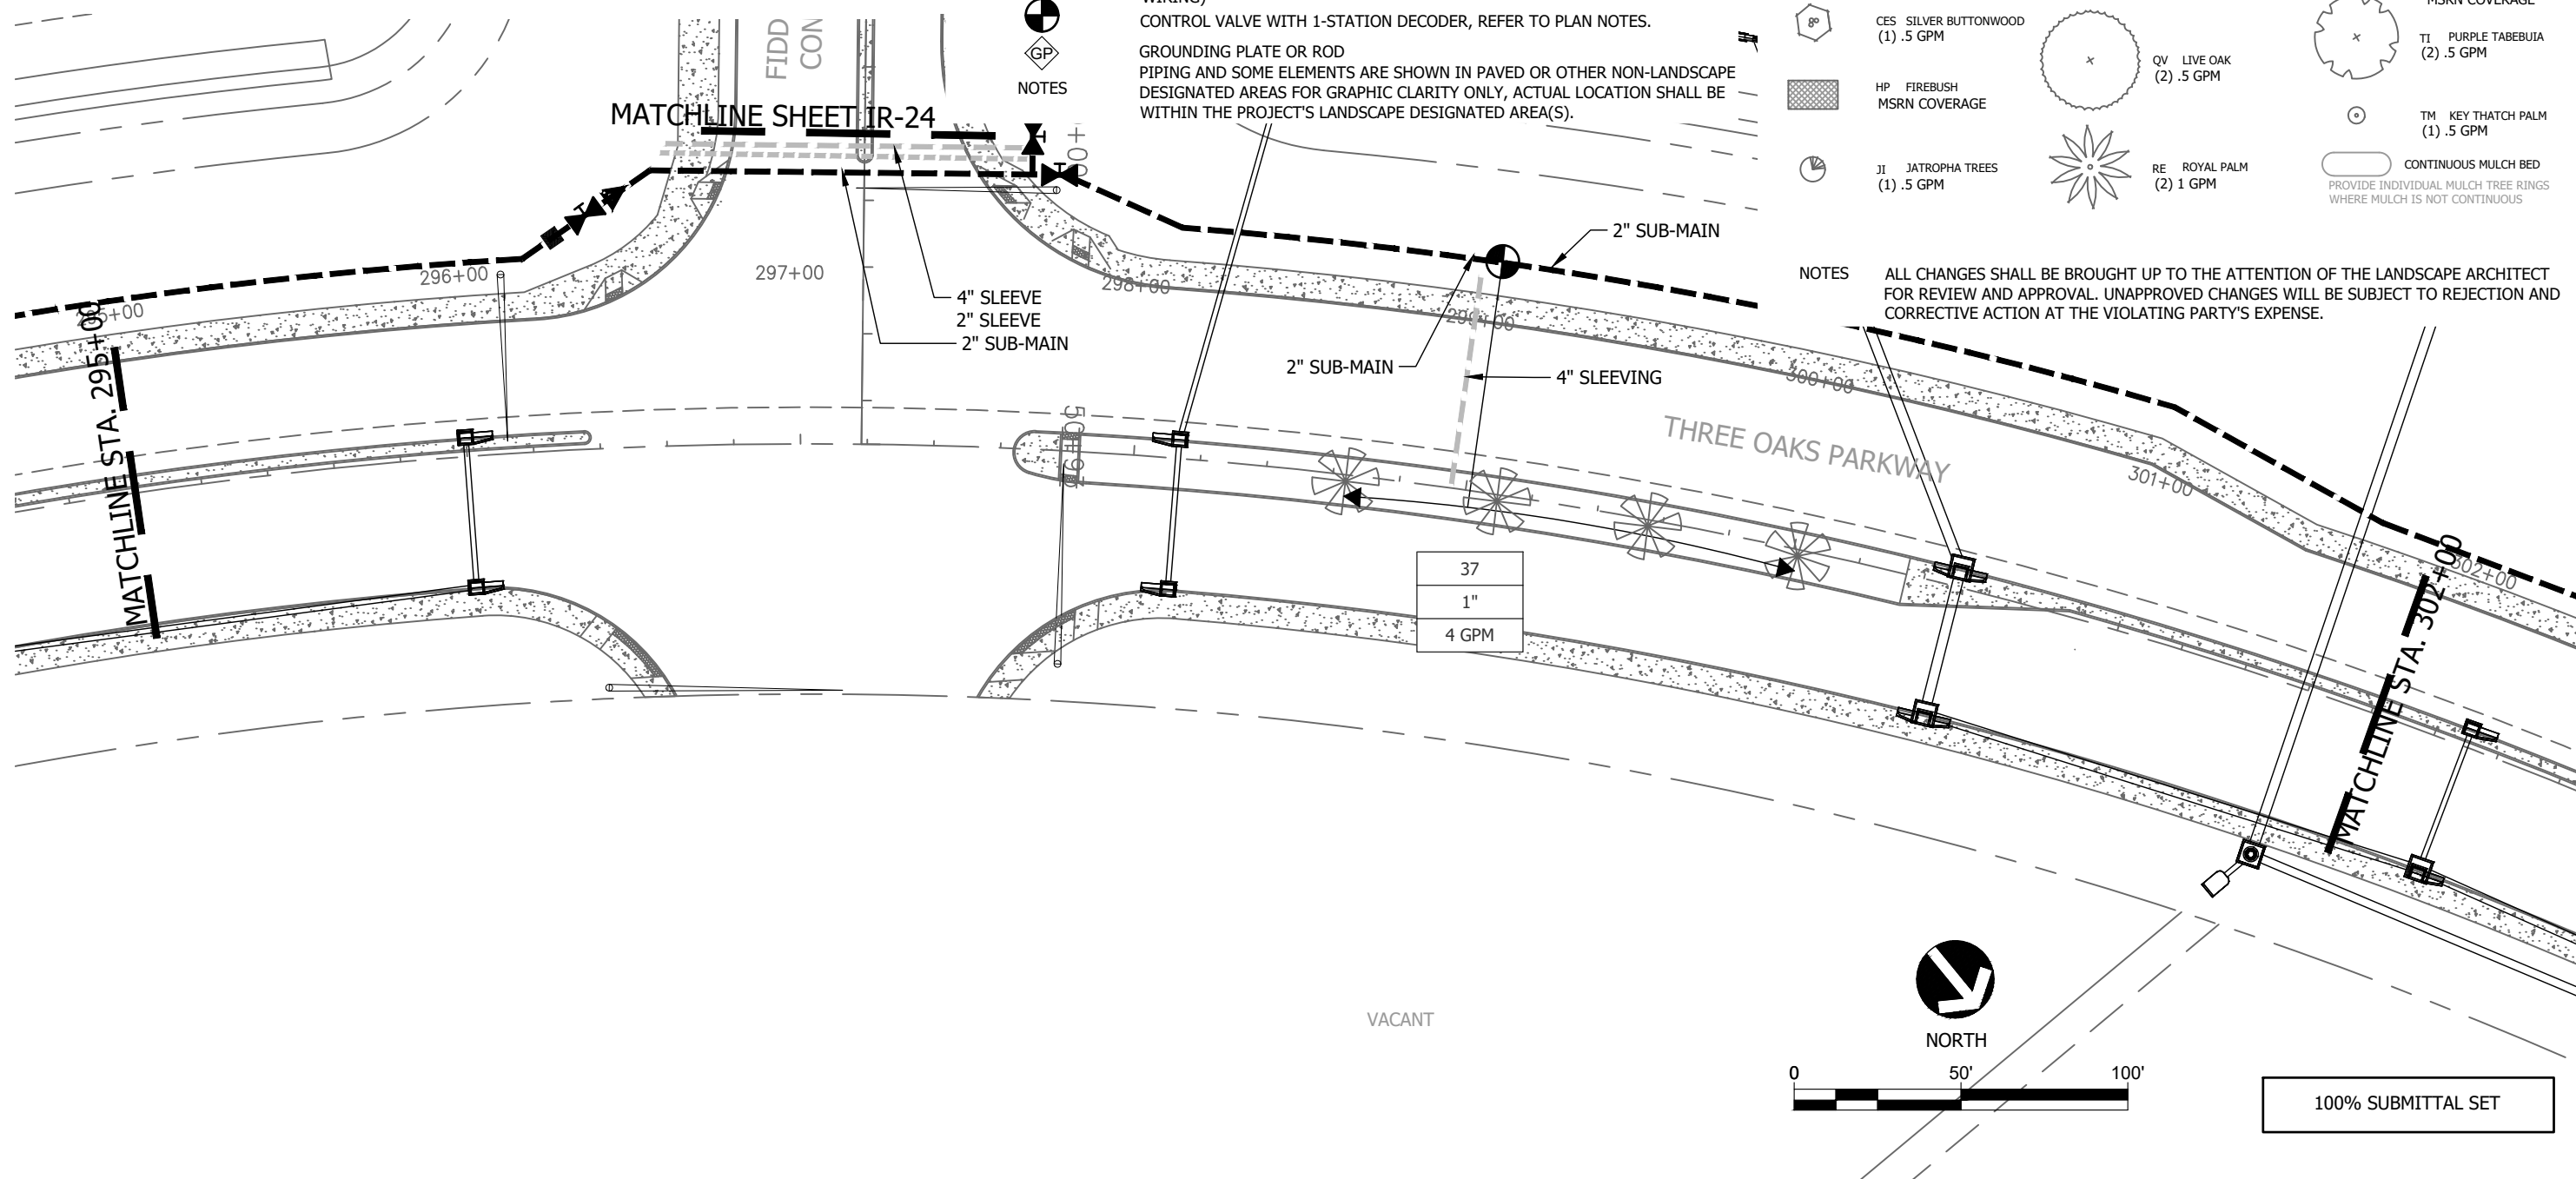 CONTROL VALVE WITH 1-STATION DECODER, REFER TO PLAN NOTES.
GP
GROUNDING PLATE OR ROD
NOTES
PIPING AND SOME ELEMENTS ARE SHOWN IN PAVED OR OTHER NON-LANDSCAPE
DESIGNATED AREAS FOR GRAPHIC CLARITY ONLY, ACTUAL LOCATION SHALL BE
WITHIN THE PROJECT'S LANDSCAPE DESIGNATED AREA(S).
CES SILVER BUTTONWOOD
(1) .5 GPM
HP FIREBUSH
MSRN COVERAGE
JI JATROPHA TREES
(1) .5 GPM
QV LIVE OAK
(2) .5 GPM
RE ROYAL PALM
(2) 1 GPM
MSRN COVERAGE
TI PURPLE TABEBUIA
(2) .5 GPM
TM KEY THATCH PALM
(1) .5 GPM
CONTINUOUS MULCH BED
PROVIDE INDIVIDUAL MULCH TREE RINGS
WHERE MULCH IS NOT CONTINUOUS
NOTES
ALL CHANGES SHALL BE BROUGHT UP TO THE ATTENTION OF THE LANDSCAPE ARCHITECT
FOR REVIEW AND APPROVAL. UNAPPROVED CHANGES WILL BE SUBJECT TO REJECTION AND
CORRECTIVE ACTION AT THE VIOLATING PARTY'S EXPENSE.
FIDD
CON
MATCHLINE SHEET IR-24
295+00
296+00
297+00
298+00
299+00
300+00
301+00
302+00
2" SUB-MAIN
4" SLEEVE
2" SLEEVE
2" SUB-MAIN
2" SUB-MAIN
4" SLEEVING
THREE OAKS PARKWAY
MATCHLINE STA. 295+00
MATCHLINE STA. 302+00
37
1"
4 GPM
VACANT
NORTH
0 50' 100'
100% SUBMITTAL SET